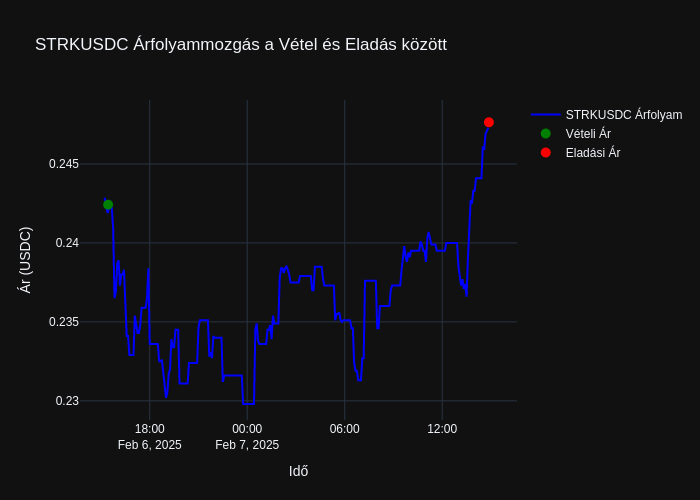 STRKUSDC Árfolyammozgás a Vétel és Eladás között
STRKUSDC Árfolyam
Vételi Ár
Eladási Ár
Ár (USDC)
0.245
0.24
0.235
0.23
18:00
Feb 6, 2025
00:00
Feb 7, 2025
06:00
12:00
Idő